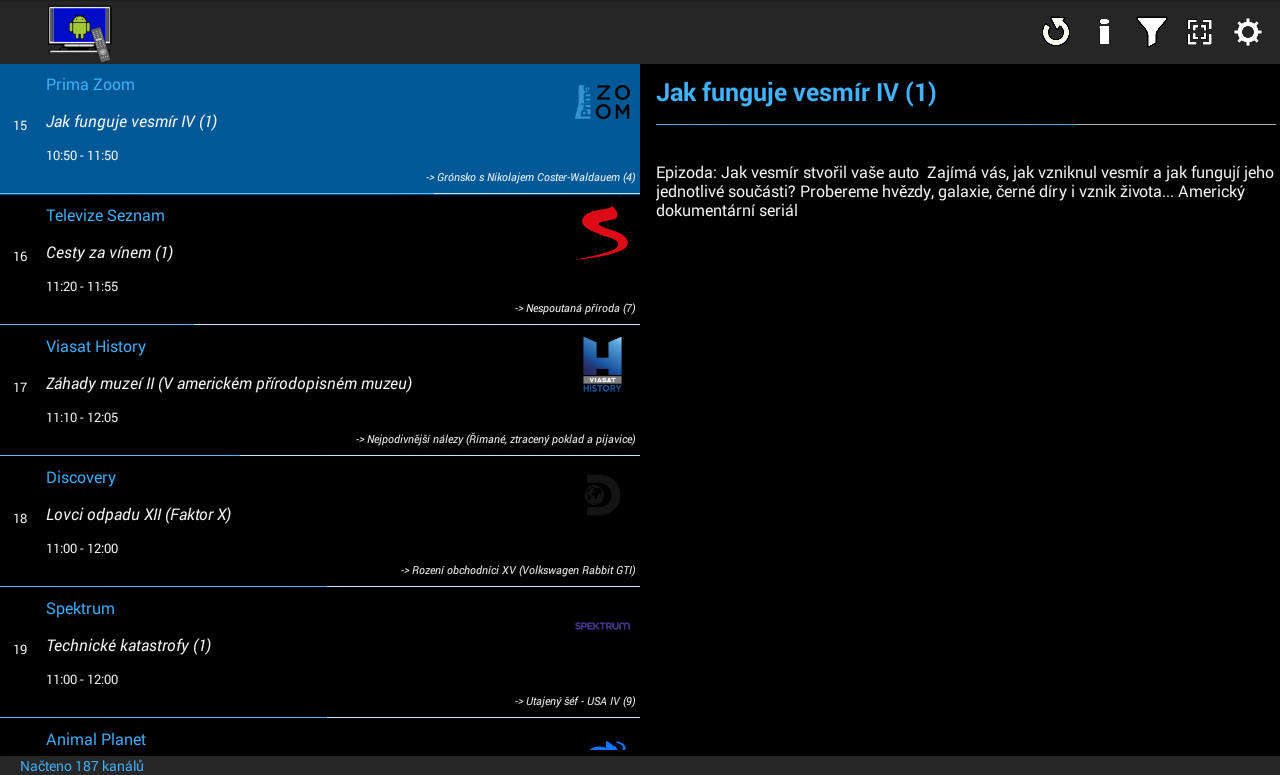 Prima Zoom
Prima ZOOM
15
Jak funguje vesmír IV (1)
10:50 - 11:50
-> Grónsko s Nikolajem Coster-Waldauem (4)
Televize Seznam
16
Cesty za vínem (1)
11:20 - 11:55
-> Nespoutaná příroda (7)
Viasat History
VIASAT
HISTORY
17
Záhady muzeí II (V americkém přírodopisném muzeu)
11:10 - 12:05
-> Nejpodivnější nálezy (Římané, ztracený poklad a pijavice)
Discovery
18
Lovci odpadu XII (Faktor X)
11:00 - 12:00
-> Rození obchodníci XV (Volkswagen Rabbit GTI)
Spektrum
SPEKTRUM
19
Technické katastrofy (1)
11:00 - 12:00
-> Utajený šéf - USA IV (9)
Animal Planet
Načteno 187 kanálů
Jak funguje vesmír IV (1)
Epizoda: Jak vesmír stvořil vaše auto  Zajímá vás, jak vzniknul vesmír a jak fungují jeho
jednotlivé součásti? Probereme hvězdy, galaxie, černé díry i vznik života... Americký
dokumentární seriál